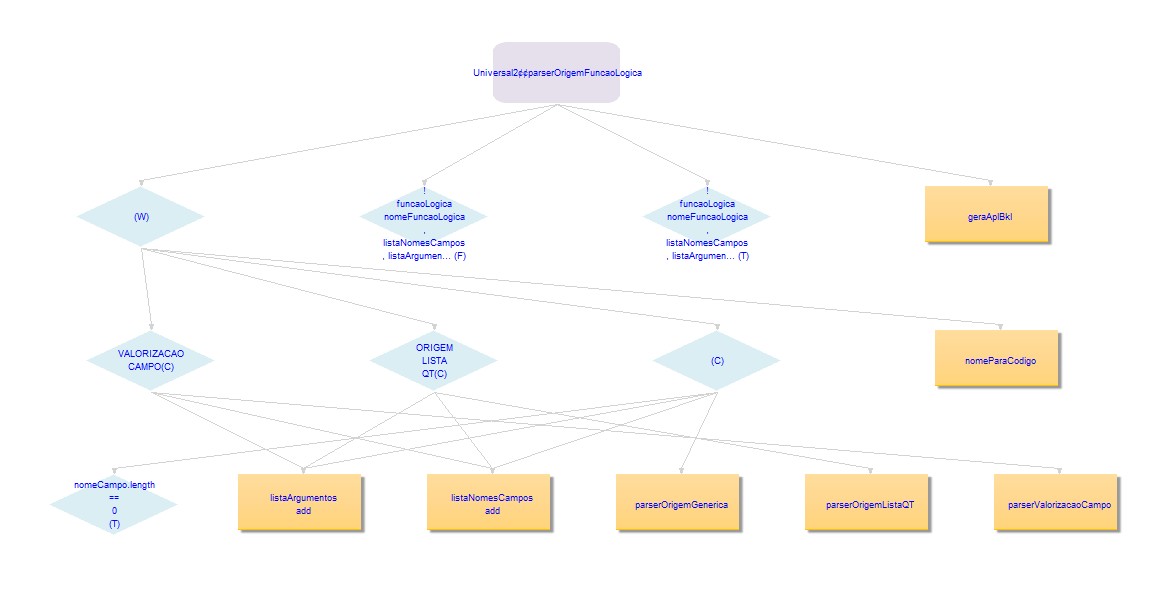 Universal2¢¢parserOrigemFuncaoLogica
(W)
!
funcaoLogica
nomeFuncaoLogica
,
listaNomesCampos
, listaArgumen... (F)
!
funcaoLogica
nomeFuncaoLogica
,
listaNomesCampos
, listaArgumen... (T)
geraAplBkl
VALORIZACAO
CAMPO(C)
ORIGEM
LISTA
QT(C)
(C)
nomeParaCodigo
nomeCampo.length
==
0
(T)
listaArgumentos
add
listaNomesCampos
add
parserOrigemGenerica
parserOrigemListaQT
parserValorizacaoCampo